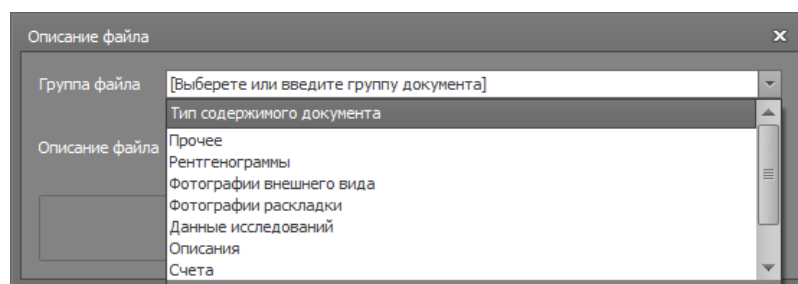 Описание файла
Группа файла [Выберете или введите группу документа]
Тип содержимого документа
Описание файла
Прочее
Рентгенограммы
Фотографии внешнего вида
Фотографии раскладки
Данные исследований
Описания
Счета